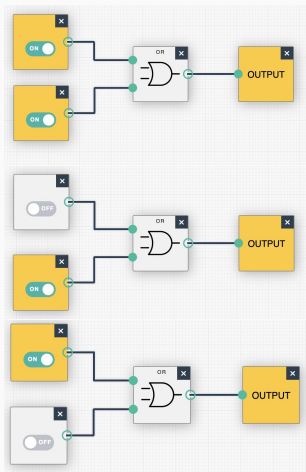 ×
×
OR
×
×
ON
OUTPUT
×
ON
×
OR
×
×
OFF
OUTPUT
×
ON
×
OR
×
×
ON
OUTPUT
×
OFF